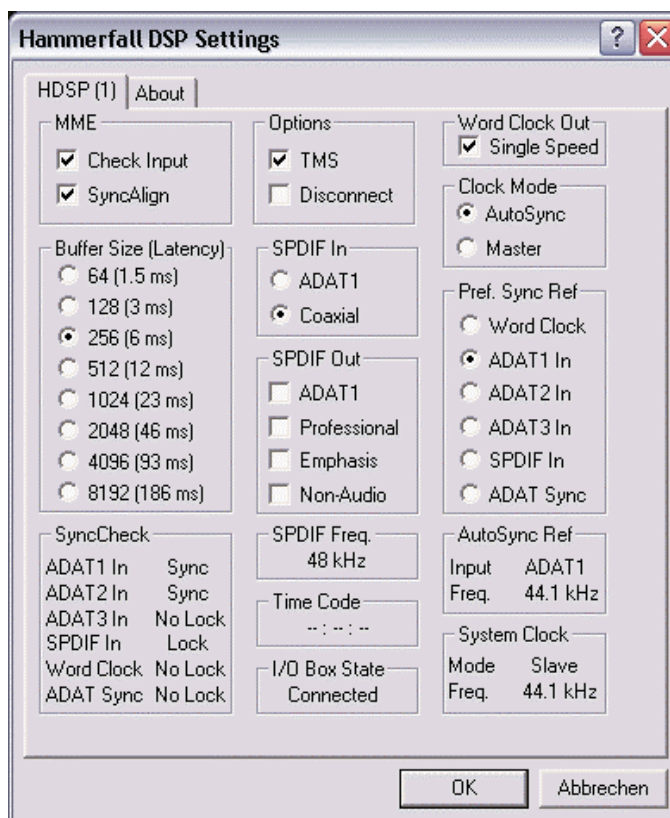 Hammerfall DSP Settings
HDSP (1)
About
MME
Check Input
SyncAlign
Options
TMS
Disconnect
Word Clock Out
Single Speed
Clock Mode
AutoSync
Master
Buffer Size (Latency)
64 (1.5 ms)
128 (3 ms)
256 (6 ms)
512 (12 ms)
1024 (23 ms)
2048 (46 ms)
4096 (93 ms)
8192 (186 ms)
SPDIF In
ADAT1
Coaxial
SPDIF Out
ADAT1
Professional
Emphasis
Non-Audio
Pref. Sync Ref
Word Clock
ADAT1 In
ADAT2 In
ADAT3 In
SPDIF In
ADAT Sync
SyncCheck
ADAT1 In Sync
ADAT2 In Sync
ADAT3 In No Lock
SPDIF In Lock
Word Clock No Lock
ADAT Sync No Lock
SPDIF Freq.
48 kHz
Time Code
-- : -- : --
I/O Box State
Connected
AutoSync Ref
Input ADAT1
Freq. 44.1 kHz
System Clock
Mode Slave
Freq. 44.1 kHz
OK
Abbrechen